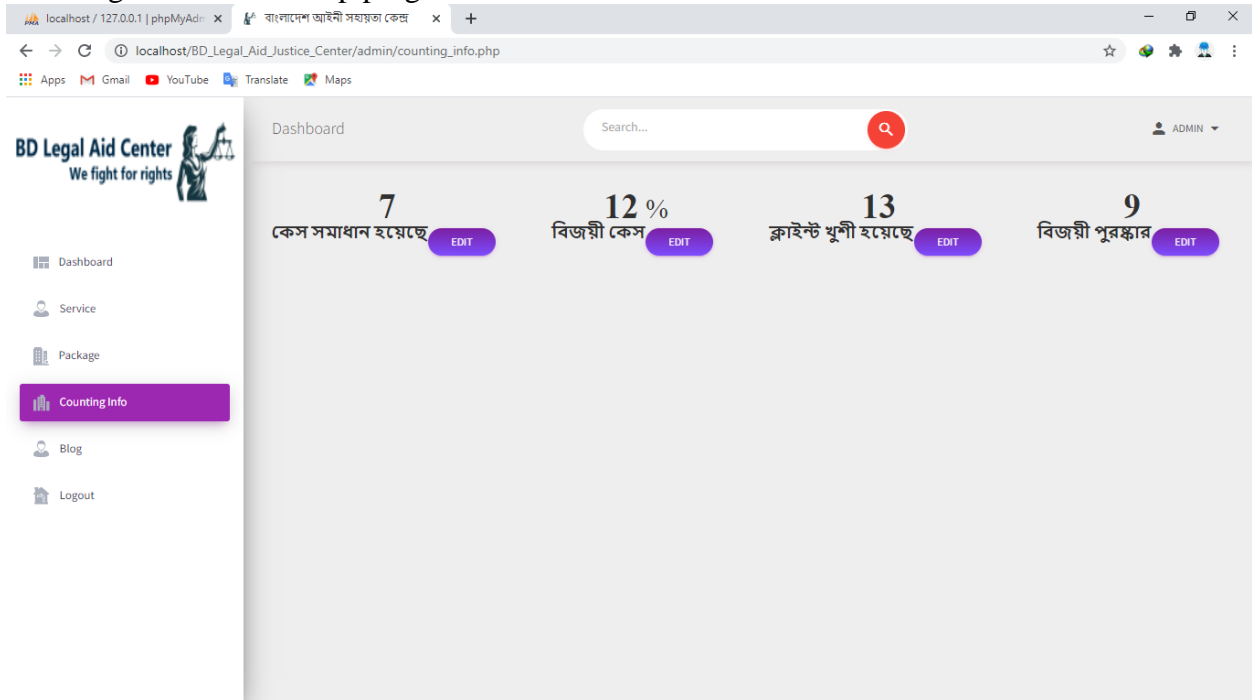 localhost / 127.0.0.1 | phpMyAdm
বাংলাদেশ আইনী সহায়তা কেন্দ্র
localhost/BD_Legal_Aid_Justice_Center/admin/counting_info.php
Apps Gmail YouTube Translate Maps
BD Legal Aid Center
We fight for rights
Dashboard
Search...
ADMIN
7
কেস সমাধান হয়েছে EDIT
12 %
বিজয়ী কেস EDIT
13
ক্লাইন্ট খুশী হয়েছে EDIT
9
বিজয়ী পুরষ্কার EDIT
Dashboard
Service
Package
Counting Info
Blog
Logout